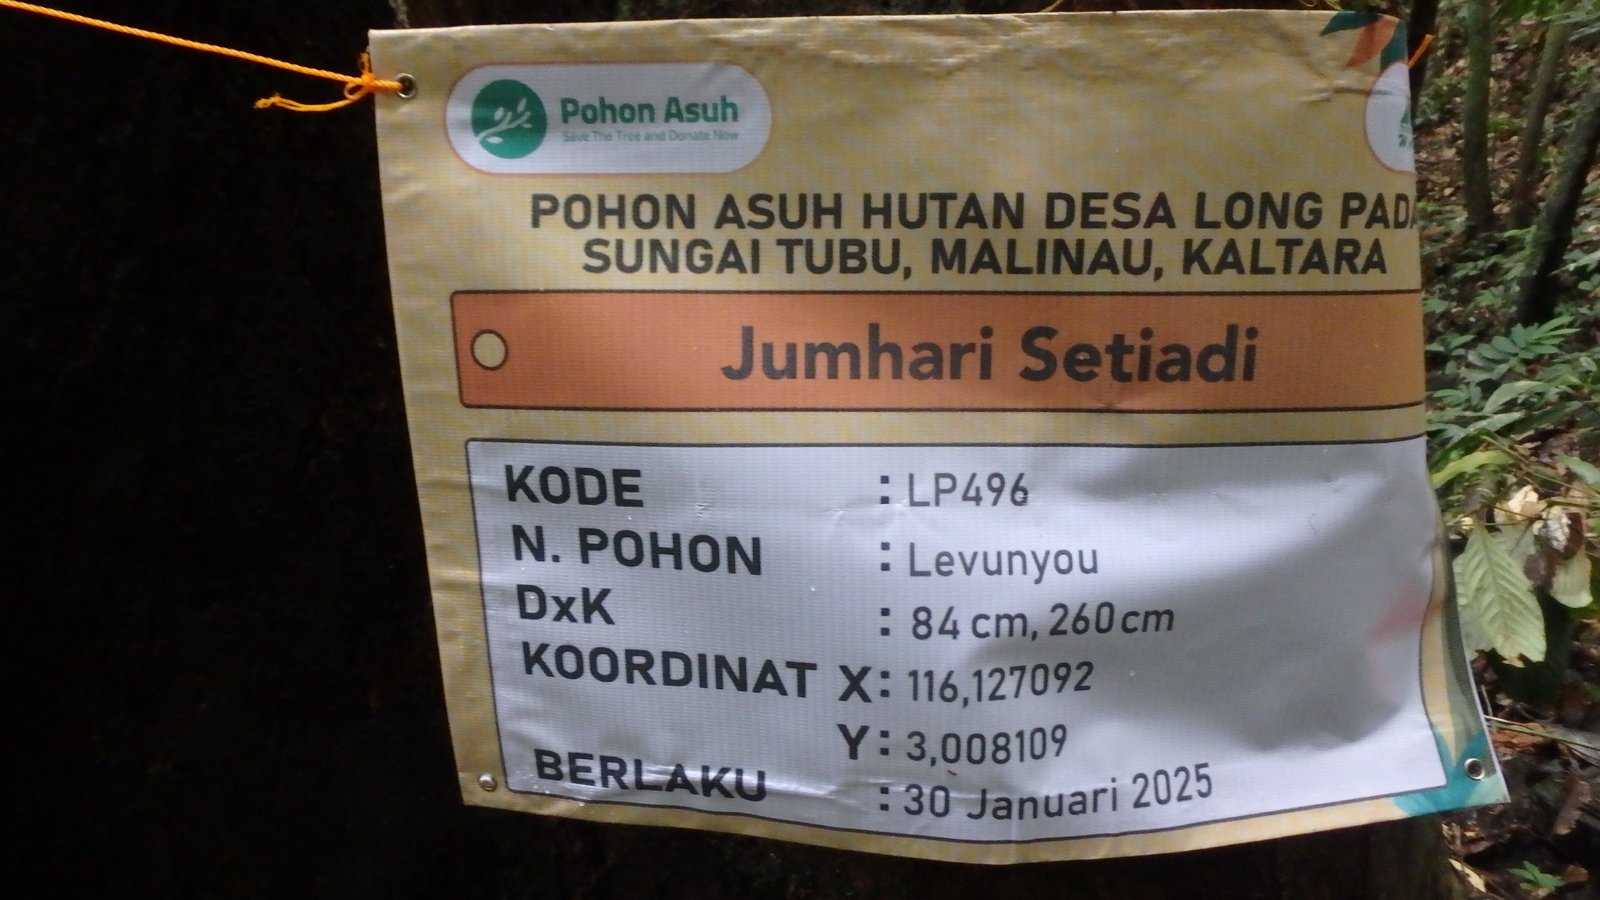 Pohon Asuh
Save The Tree and Donate Now
POHON ASUH HUTAN DESA LONG PADA
SUNGAI TUBU, MALINAU, KALTARA
Jumhari Setiadi
KODE : LP496
N. POHON : Levunyou
DxK : 84 cm, 260 cm
KOORDINAT X : 116,127092
Y : 3,008109
BERLAKU : 30 Januari 2025